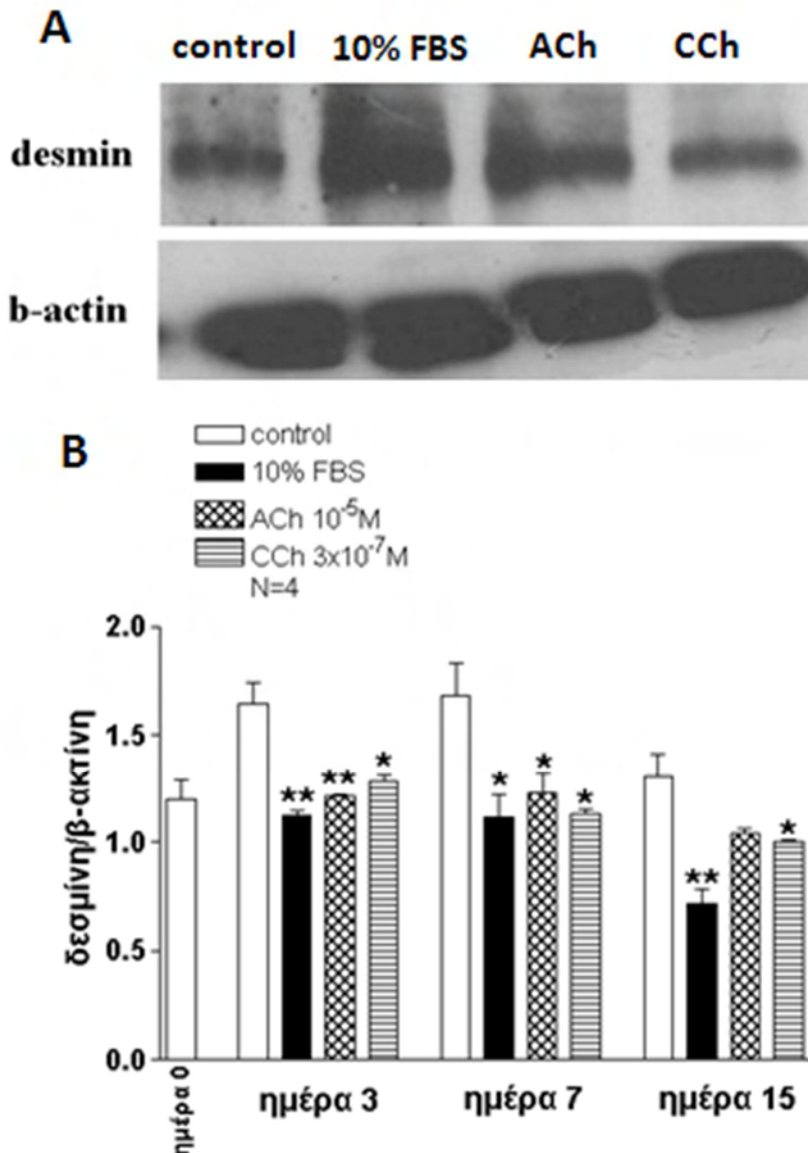 A
control 10% FBS ACh CCh
desmin
b-actin
B
control
10% FBS
ACh 10⁻⁵M
CCh 3x10⁻⁷M
N=4
δεσμίνη/β-ακτίνη
2.0
1.5
1.0
0.5
0.0
** ** *
* * *
** *
ημέρα 0
ημέρα 3 ημέρα 7 ημέρα 15